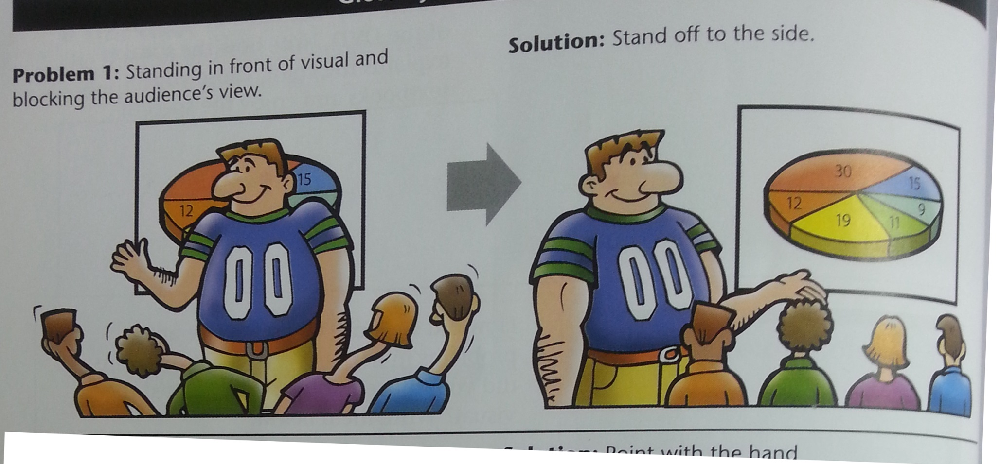 Problem 1: Standing in front of visual and
blocking the audience's view.
Solution: Stand off to the side.
15
12
00
30
15
12
9
19
11
00
Point with the hand